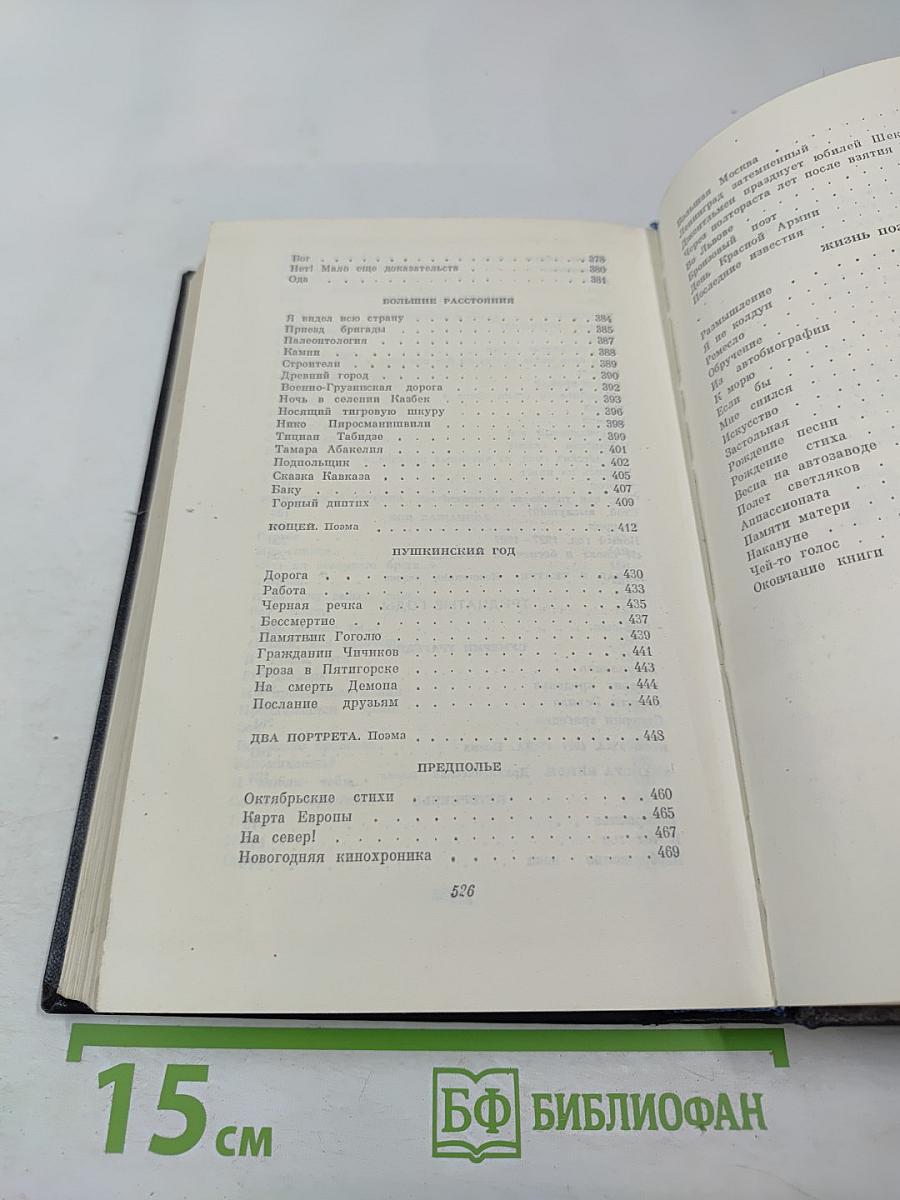 Бог . . . 378
Нет! Мало еще доказательств . . . 380
Ода . . . 381
БОЛЬШИЕ РАССТОЯНИЯ
Я видел всю страну . . . 384
Приезд бригады . . . 385
Палеонтология . . . 387
Камни . . . 388
Строители . . . 389
Древний город . . . 390
Военно-Грузинская дорога . . . 392
Ночь в селении Казбек . . . 393
Носящий тигровую шкуру . . . 396
Нико Пиросманишвили . . . 398
Тициан Табидзе . . . 399
Тамара Абакелия . . . 401
Подпольщик . . . 402
Сказка Кавказа . . . 405
Баку . . . 407
Горный диптих . . . 409
КОЩЕЙ. Поэма . . . 412
ПУШКИНСКИЙ ГОД
Дорога . . . 430
Работа . . . 433
Черная речка . . . 435
Бессмертие . . . 437
Памятник Гоголю . . . 439
Гражданин Чичиков . . . 441
Гроза в Пятигорске . . . 443
На смерть Демона . . . 444
Послание друзьям . . . 446
ДВА ПОРТРЕТА. Поэма . . . 448
ПРЕДПОЛЬЕ
Октябрьские стихи . . . 460
Карта Европы . . . 465
На север! . . . 467
Новогодняя кинохроника . . . 469
526
Большая Москва
Ленинград затемненный
Джентльмен празднует юбилей Шек
Через полтораста лет после взятия
Во Львове
Бронзовый поэт
День Красной Армии
Последние известия
ЖИЗНЬ ПОЭ
Размышление
Я не колдун
Ремесло
Обручение
Из автобиографии
К морю
Если бы
Мне снился
Искусство
Застольная
Рождение песни
Рождение стиха
Весна на автозаводе
Полет светляков
Аппассионата
Памяти матери
Накануне
Чей-то голос
Окончание книги
15 см
БФ БИБЛИОФАН